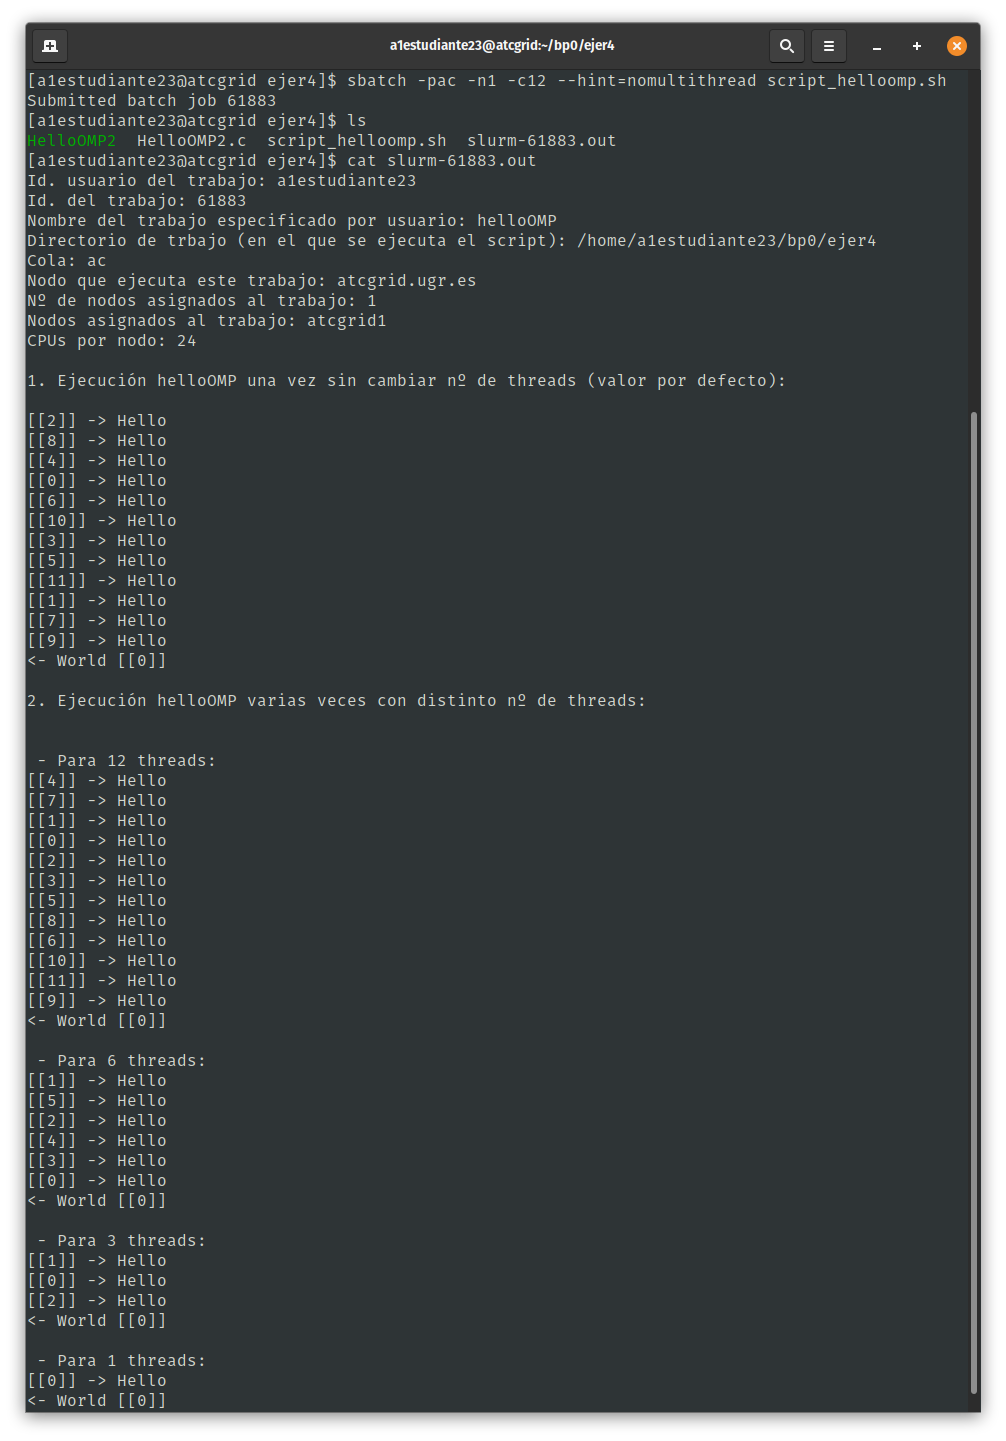 a1estudiante23@atcgrid:~/bp0/ejer4
[a1estudiante23@atcgrid ejer4]$ sbatch -pac -n1 -c12 --hint=nomultithread script_helloomp.sh
Submitted batch job 61883
[a1estudiante23@atcgrid ejer4]$ ls
HelloOMP2  HelloOMP2.c  script_helloomp.sh  slurm-61883.out
[a1estudiante23@atcgrid ejer4]$ cat slurm-61883.out
Id. usuario del trabajo: a1estudiante23
Id. del trabajo: 61883
Nombre del trabajo especificado por usuario: helloOMP
Directorio de trbajo (en el que se ejecuta el script): /home/a1estudiante23/bp0/ejer4
Cola: ac
Nodo que ejecuta este trabajo: atcgrid.ugr.es
Nº de nodos asignados al trabajo: 1
Nodos asignados al trabajo: atcgrid1
CPUs por nodo: 24

1. Ejecución helloOMP una vez sin cambiar nº de threads (valor por defecto):

[[2]] -> Hello
[[8]] -> Hello
[[4]] -> Hello
[[0]] -> Hello
[[6]] -> Hello
[[10]] -> Hello
[[3]] -> Hello
[[5]] -> Hello
[[11]] -> Hello
[[1]] -> Hello
[[7]] -> Hello
[[9]] -> Hello
<- World [[0]]

2. Ejecución helloOMP varias veces con distinto nº de threads:


 - Para 12 threads:
[[4]] -> Hello
[[7]] -> Hello
[[1]] -> Hello
[[0]] -> Hello
[[2]] -> Hello
[[3]] -> Hello
[[5]] -> Hello
[[8]] -> Hello
[[6]] -> Hello
[[10]] -> Hello
[[11]] -> Hello
[[9]] -> Hello
<- World [[0]]

 - Para 6 threads:
[[1]] -> Hello
[[5]] -> Hello
[[2]] -> Hello
[[4]] -> Hello
[[3]] -> Hello
[[0]] -> Hello
<- World [[0]]

 - Para 3 threads:
[[1]] -> Hello
[[0]] -> Hello
[[2]] -> Hello
<- World [[0]]

 - Para 1 threads:
[[0]] -> Hello
<- World [[0]]